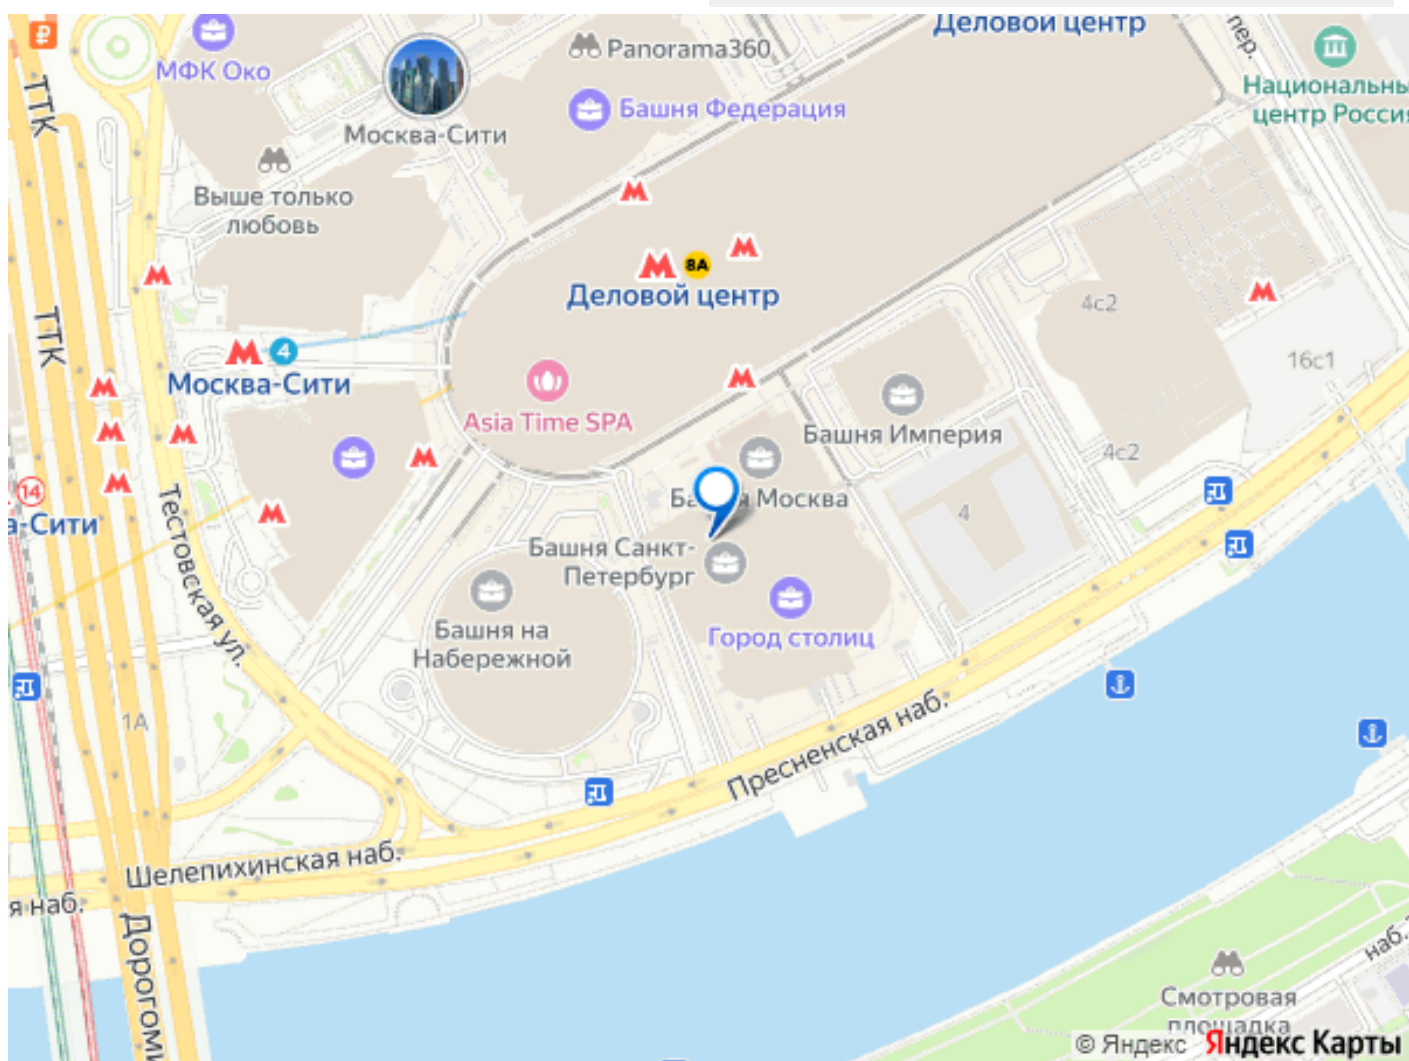 Деловой центр
пер.
₽
МФК Око
Panorama360
Национальны
центр Росси
ТТК
Москва-Сити
Башня Федерация
Выше только
любовь
М
М
М 8А
Деловой центр
М
М
4с2
ТТК
М 4
Москва-Сити
16с1
М
М
Asia Time SPA
М
М
М
Башня Империя
4с2
М
14
а-Сити
М
М
Башня Москва
4
Тестовская ул.
Башня Санкт-
Петербург
Башня на
Набережной
Город столиц
1А
Пресненская наб.
Шелепихинская наб.
я наб.
Дорогоми
наб.
Смотровая
площадка
© Яндекс Яндекс Карты